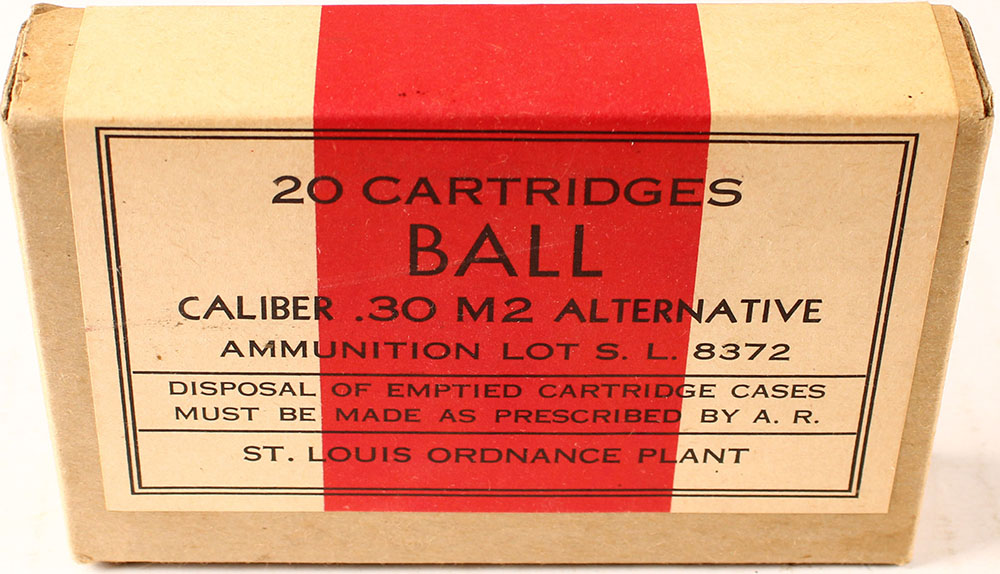 20 CARTRIDGES
BALL
CALIBER .30 M2 ALTERNATIVE
AMMUNITION LOT S. L. 8372
DISPOSAL OF EMPTIED CARTRIDGE CASES
MUST BE MADE AS PRESCRIBED BY A. R.
ST. LOUIS ORDNANCE PLANT